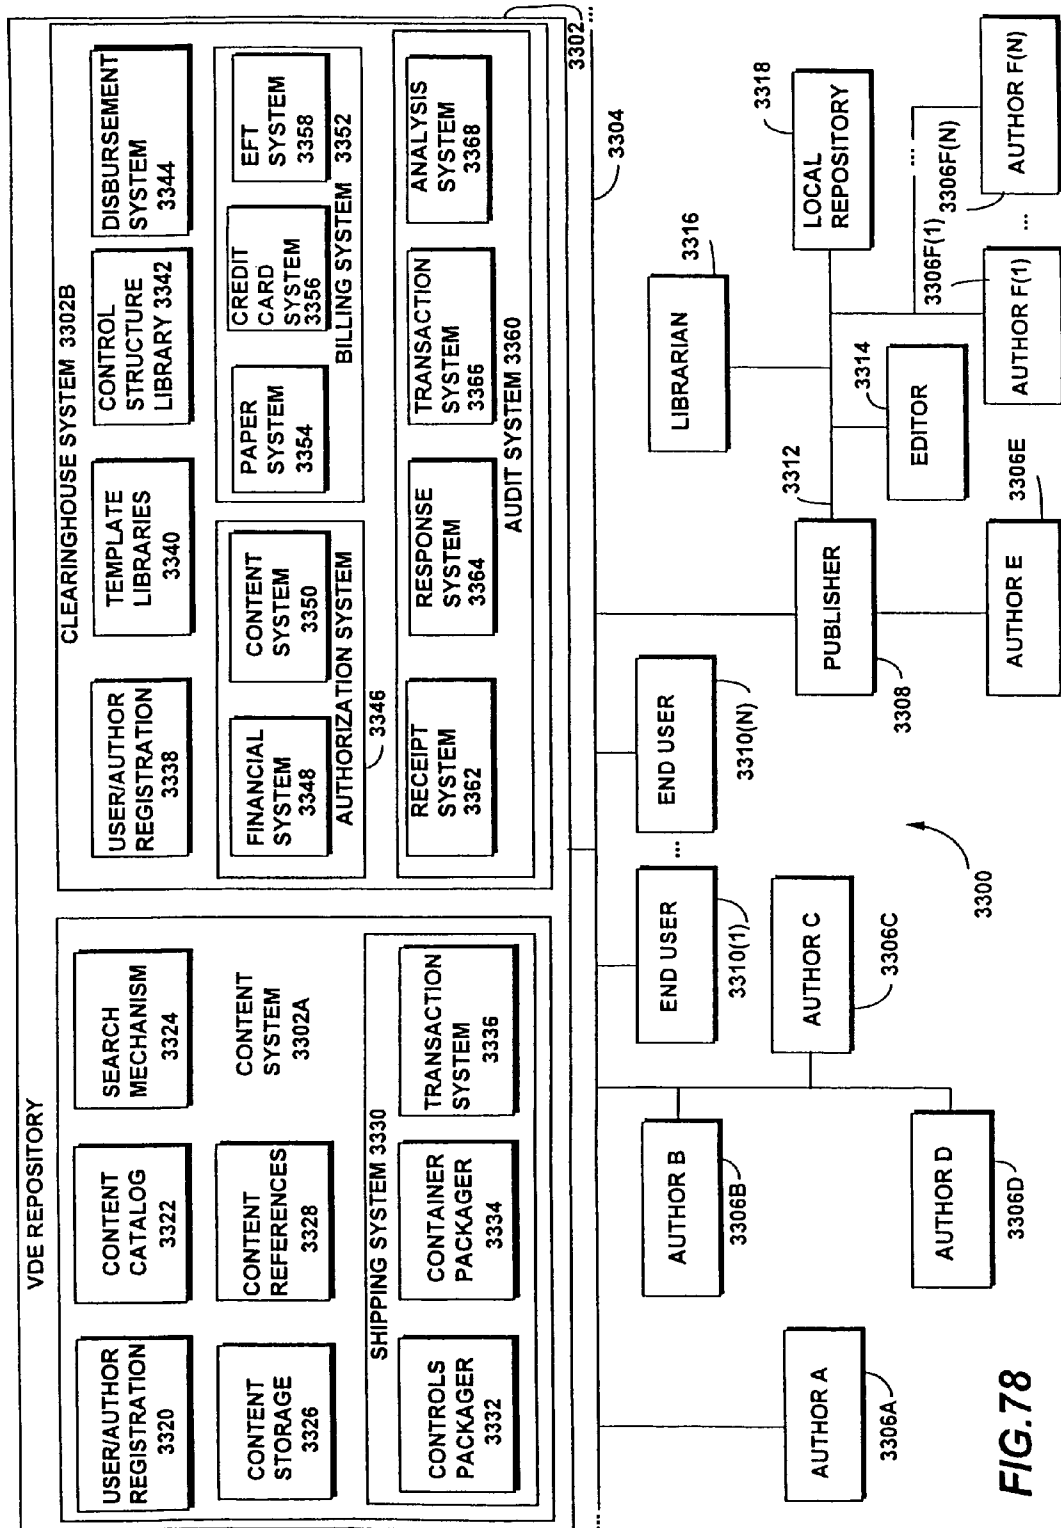 VDE REPOSITORY
USER/AUTHOR
REGISTRATION
3320
CONTENT
CATALOG
3322
SEARCH
MECHANISM
3324
CONTENT
STORAGE
3326
CONTENT
REFERENCES
3328
CONTENT
SYSTEM
3302A
SHIPPING SYSTEM 3330
CONTROLS
PACKAGER
3332
CONTAINER
PACKAGER
3334
TRANSACTION
SYSTEM
3336
CLEARINGHOUSE SYSTEM 3302B
USER/AUTHOR
REGISTRATION
3338
TEMPLATE
LIBRARIES
3340
CONTROL
STRUCTURE
LIBRARY 3342
DISBURSEMENT
SYSTEM
3344
FINANCIAL
SYSTEM
3348
CONTENT
SYSTEM
3350
AUTHORIZATION SYSTEM
3346
PAPER
SYSTEM
3354
CREDIT
CARD
SYSTEM
3356
EFT
SYSTEM
3358
BILLING SYSTEM 3352
RECEIPT
SYSTEM
3362
RESPONSE
SYSTEM
3364
TRANSACTION
SYSTEM
3366
ANALYSIS
SYSTEM
3368
AUDIT SYSTEM 3360
3302
...
...
3304
AUTHOR A
3306A
AUTHOR B
3306B
AUTHOR C
3306C
AUTHOR D
3306D
END USER
3310(1)
...
END USER
3310(N)
3300
PUBLISHER
3308
3312
LIBRARIAN
3316
LOCAL
REPOSITORY
3318
EDITOR
3314
AUTHOR E
3306E
AUTHOR F(1)
3306F(1)
...
...
AUTHOR F(N)
3306F(N)
FIG.78